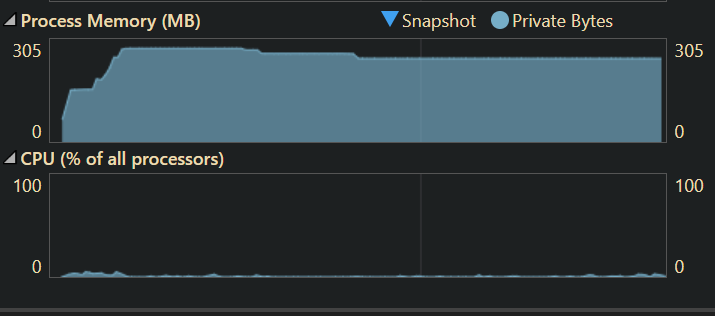 Process Memory (MB) Snapshot Private Bytes
305 305
0 0
CPU (% of all processors)
100 100
0 0